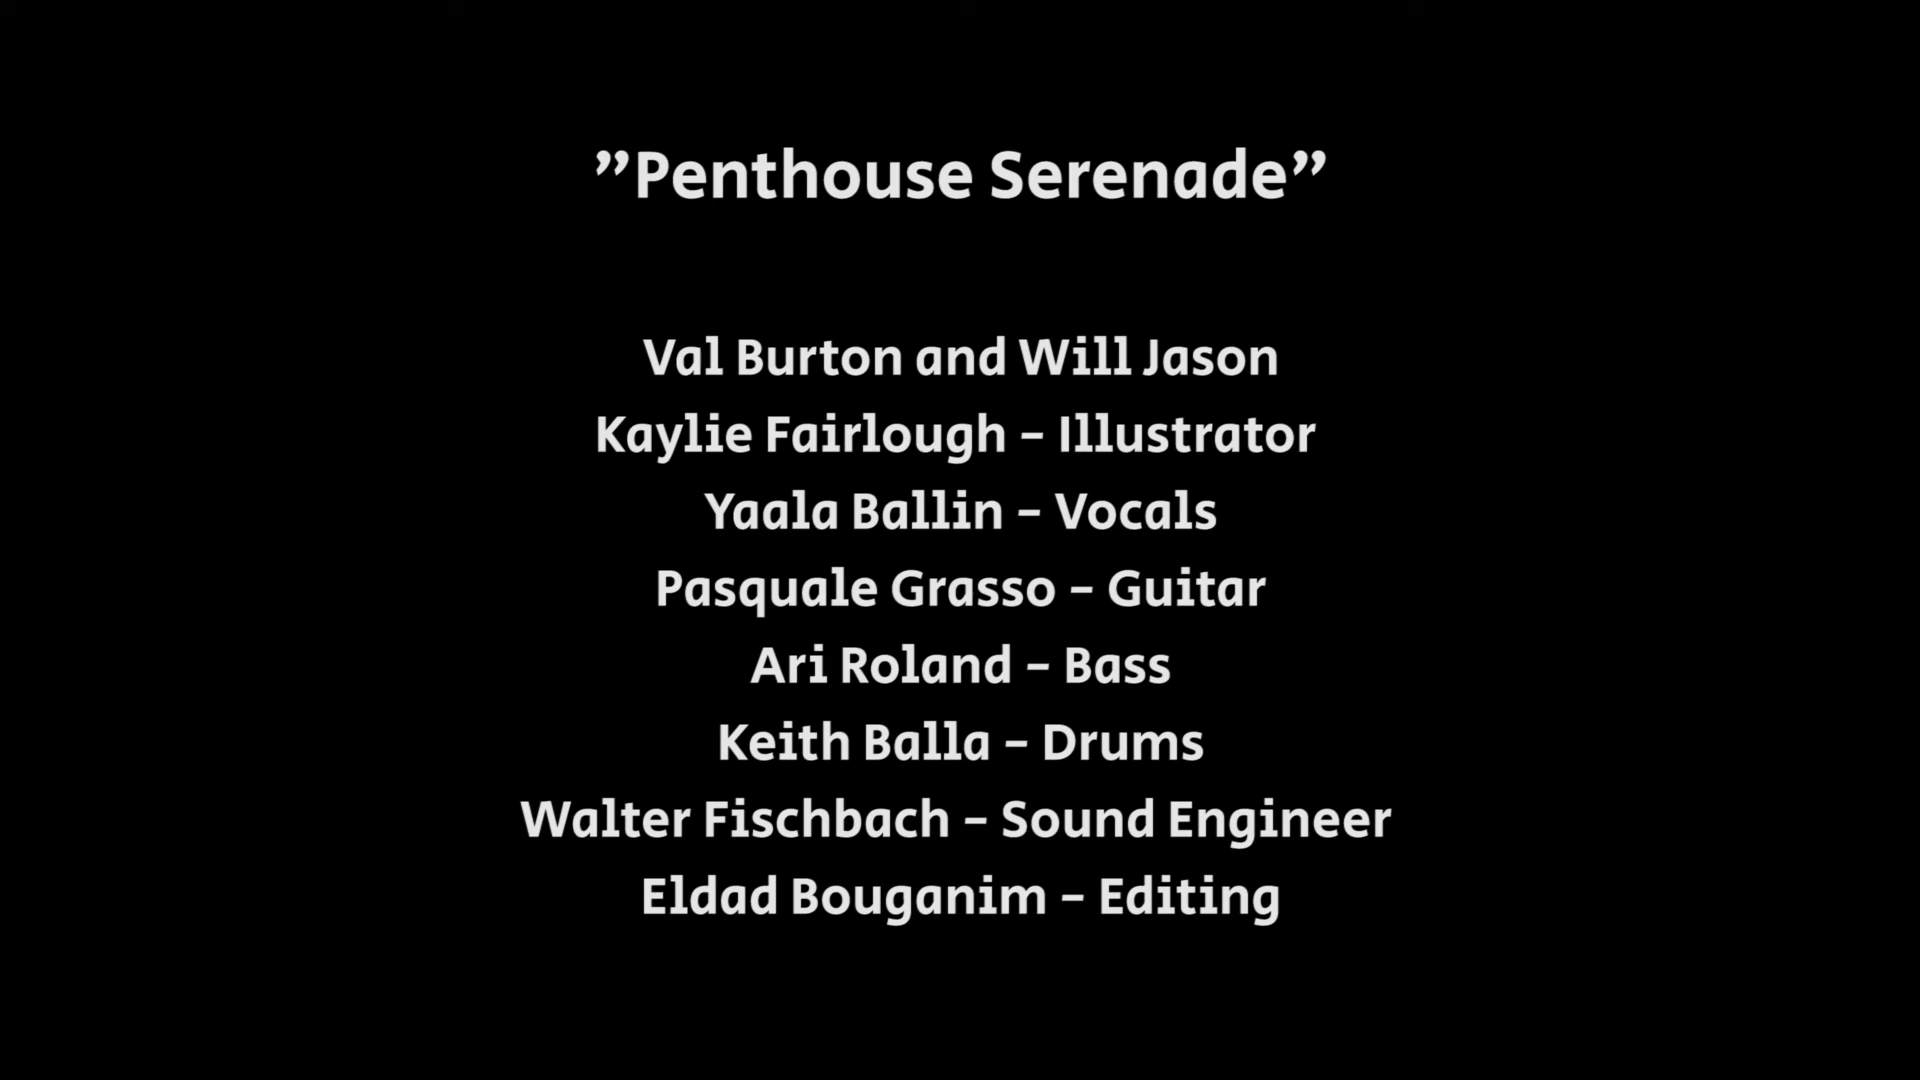 ”Penthouse Serenade”
Val Burton and Will Jason
Kaylie Fairlough – Illustrator
Yaala Ballin – Vocals
Pasquale Grasso – Guitar
Ari Roland – Bass
Keith Balla – Drums
Walter Fischbach – Sound Engineer
Eldad Bouganim – Editing